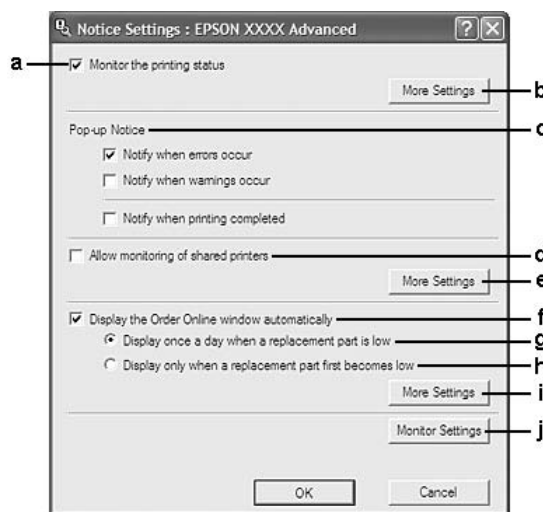 Notice Settings : EPSON XXXX Advanced
a
Monitor the printing status
More Settings
b
Pop-up Notice
c
Notify when errors occur
Notify when warnings occur
Notify when printing completed
Allow monitoring of shared printers
d
More Settings
e
Display the Order Online window automatically
f
Display once a day when a replacement part is low
g
Display only when a replacement part first becomes low
h
More Settings
i
Monitor Settings
j
OK
Cancel